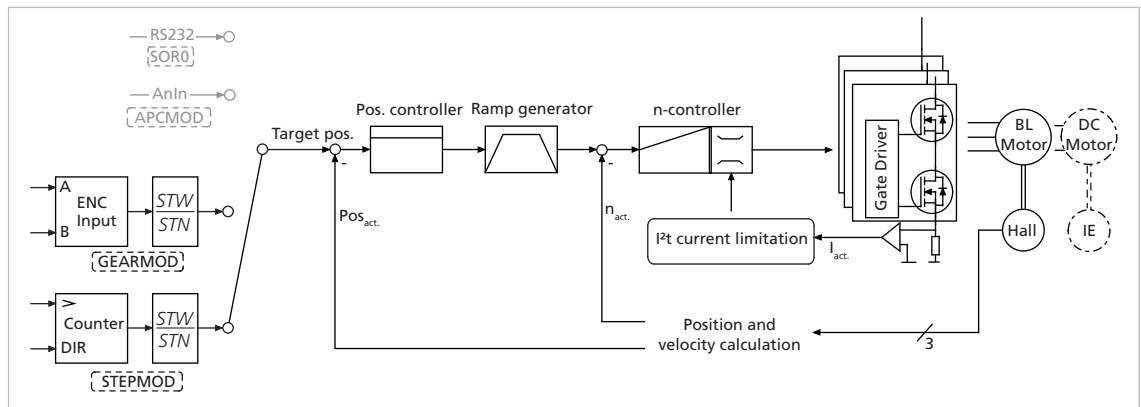 RS232
SOR0
AnIn
APCMOD
Target pos.
Pos. controller
Ramp generator
n-controller
Gate Driver
BL
Motor
DC
Motor
A
B
ENC
Input
STW
STN
GEARMOD
-
Pos act.
-
n act.
I²t current limitation
I act.
Hall
IE
>
Counter
DIR
STW
STN
STEPMOD
Position and
velocity calculation
3